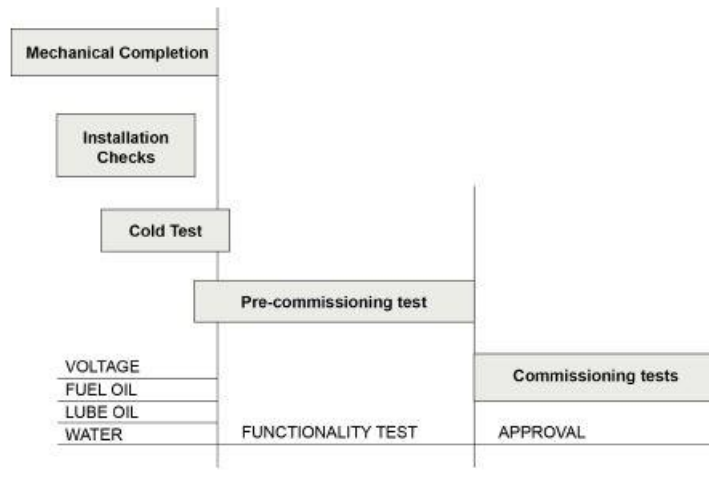 Mechanical Completion
Installation
Checks
Cold Test
Pre-commissioning test
Commissioning tests
VOLTAGE
FUEL OIL
LUBE OIL
WATER
FUNCTIONALITY TEST
APPROVAL